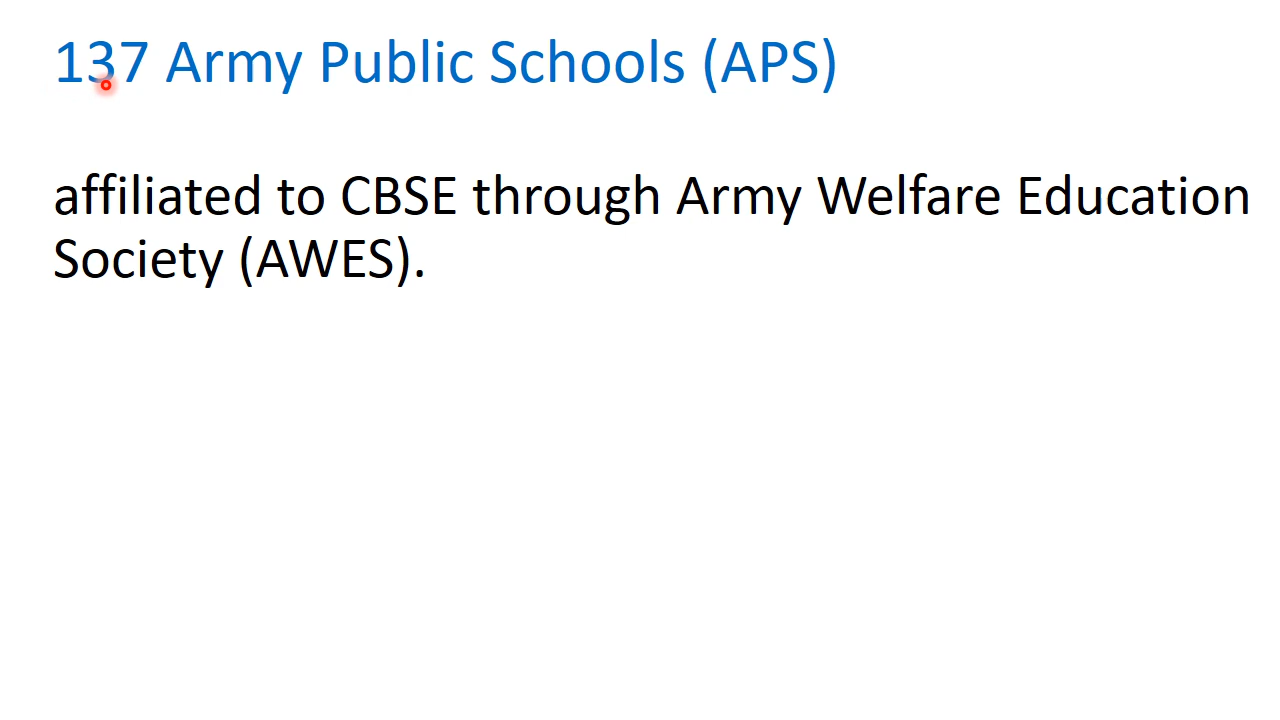 137 Army Public Schools (APS)
affiliated to CBSE through Army Welfare Education
Society (AWES).